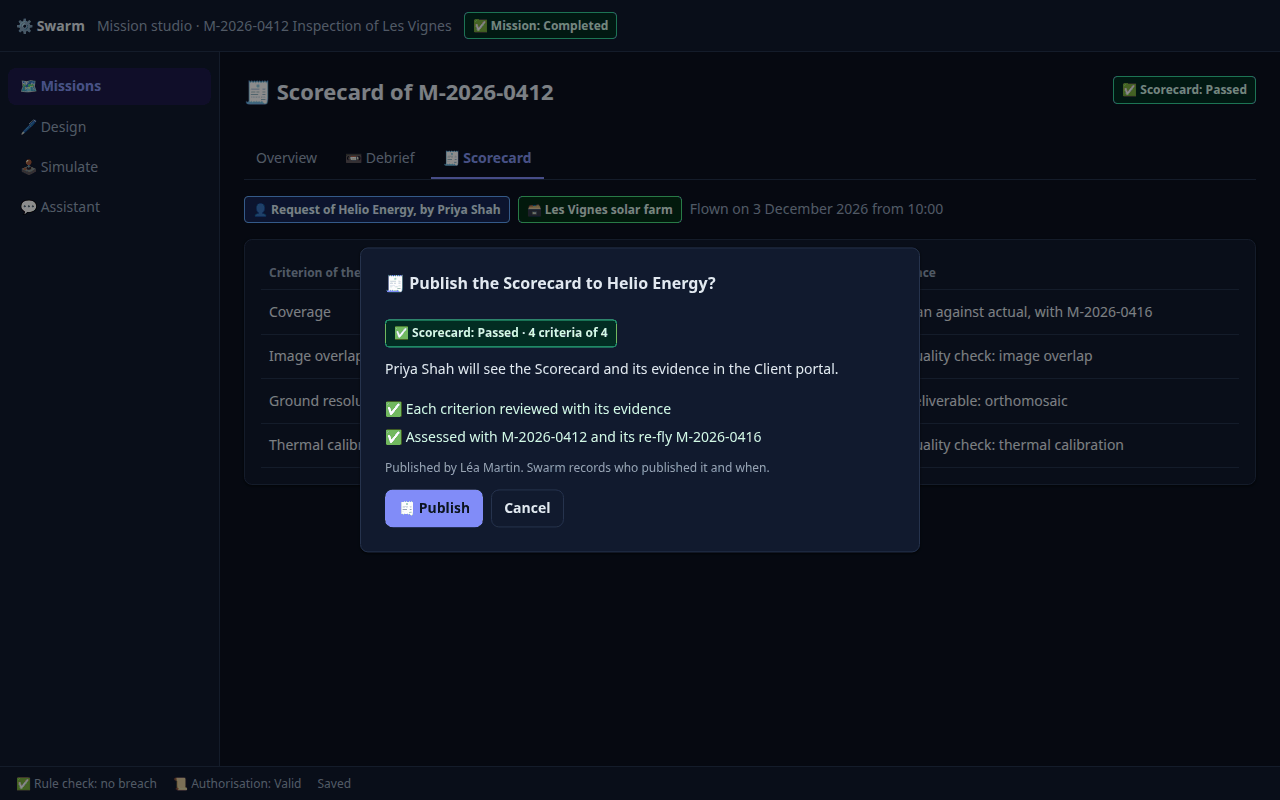 Swarm Mission studio · M-2026-0412 Inspection of Les Vignes ✅ Mission: Completed
Missions
Design
Simulate
Assistant
Scorecard of M-2026-0412
✅ Scorecard: Passed
Overview Debrief Scorecard
Request of Helio Energy, by Priya Shah Les Vignes solar farm Flown on 3 December 2026 from 10:00
Criterion of the
Coverage an against actual, with M-2026-0416
Image overlap uality check: image overlap
Ground resolu eliverable: orthomosaic
Thermal calib uality check: thermal calibration
Publish the Scorecard to Helio Energy?
✅ Scorecard: Passed · 4 criteria of 4
Priya Shah will see the Scorecard and its evidence in the Client portal.
✅ Each criterion reviewed with its evidence
✅ Assessed with M-2026-0412 and its re-fly M-2026-0416
Published by Léa Martin. Swarm records who published it and when.
Publish Cancel
✅ Rule check: no breach Authorisation: Valid Saved